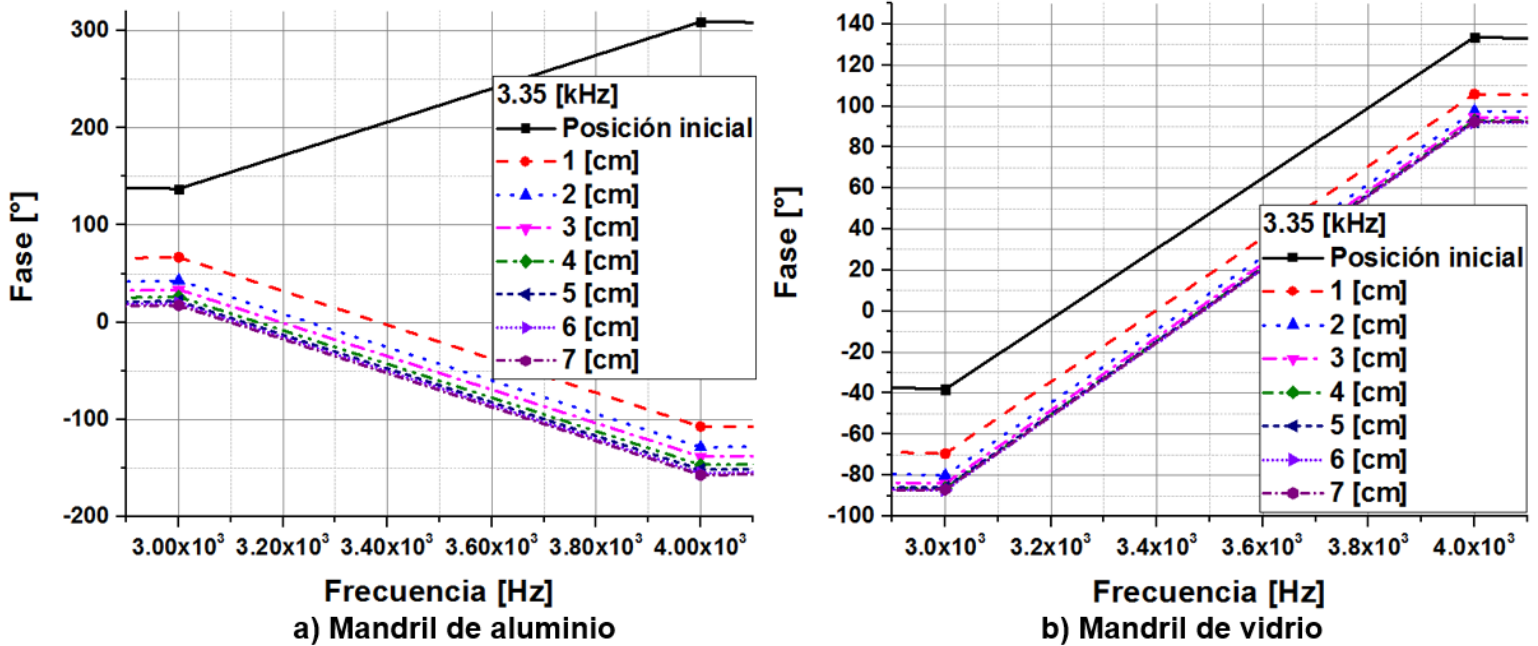 300
200
100
0
-100
-200
Fase [°]
3.35 [kHz]
Posición inicial
1 [cm]
2 [cm]
3 [cm]
4 [cm]
5 [cm]
6 [cm]
7 [cm]
3.00x10³ 3.20x10³ 3.40x10³ 3.60x10³ 3.80x10³ 4.00x10³
Frecuencia [Hz]
a) Mandril de aluminio
140
120
100
80
60
40
20
0
-20
-40
-60
-80
-100
Fase [°]
3.35 [kHz]
Posición inicial
1 [cm]
2 [cm]
3 [cm]
4 [cm]
5 [cm]
6 [cm]
7 [cm]
3.0x10³ 3.2x10³ 3.4x10³ 3.6x10³ 3.8x10³ 4.0x10³
Frecuencia [Hz]
b) Mandril de vidrio